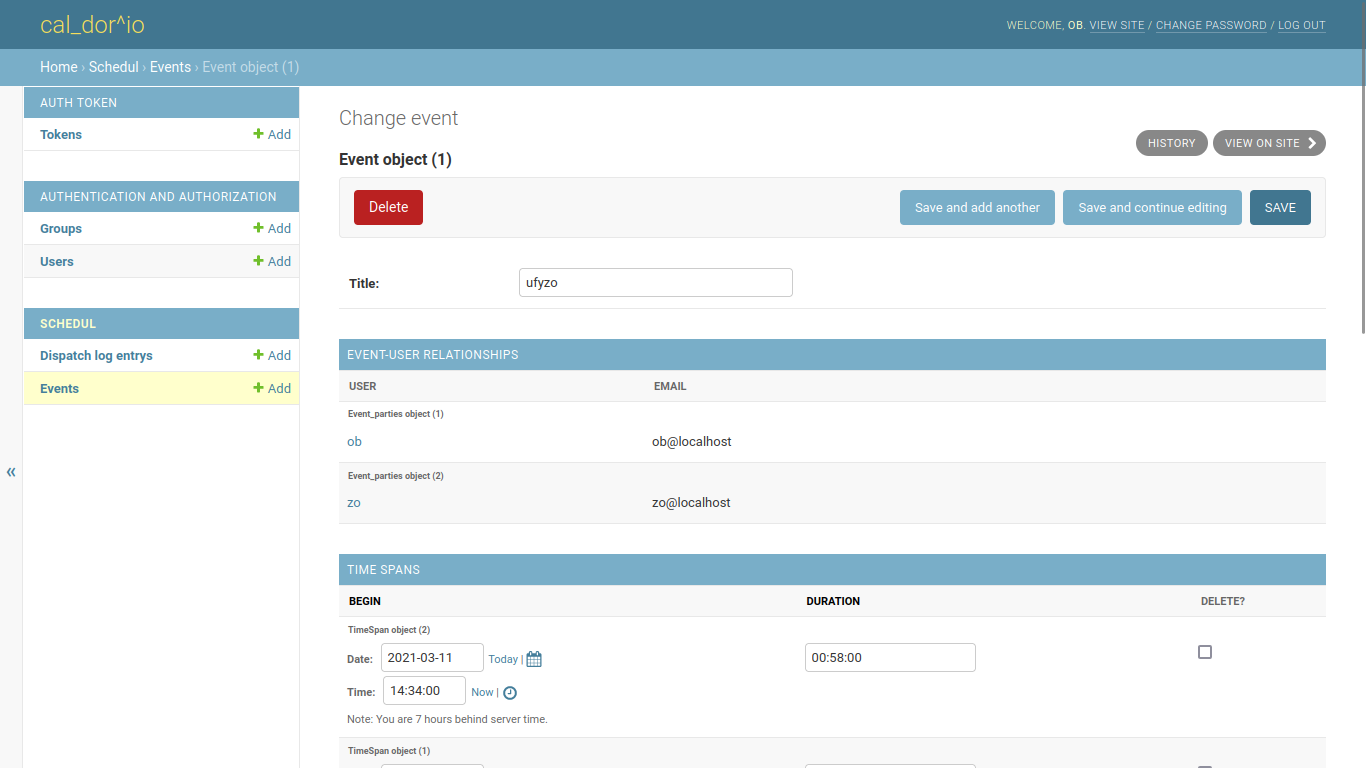 cal_dor^io
WELCOME, OB. VIEW SITE / CHANGE PASSWORD / LOG OUT
Home › Schedul › Events › Event object (1)
AUTH TOKEN
Tokens + Add
AUTHENTICATION AND AUTHORIZATION
Groups + Add
Users + Add
SCHEDUL
Dispatch log entrys + Add
Events + Add
«
Change event
HISTORY
VIEW ON SITE
Event object (1)
Delete
Save and add another
Save and continue editing
SAVE
Title: ufyzo
EVENT-USER RELATIONSHIPS
USER EMAIL
Event_parties object (1)
ob ob@localhost
Event_parties object (2)
zo zo@localhost
TIME SPANS
BEGIN DURATION DELETE?
TimeSpan object (2)
Date: 2021-03-11 Today | 00:58:00
Time: 14:34:00 Now |
Note: You are 7 hours behind server time.
TimeSpan object (1)